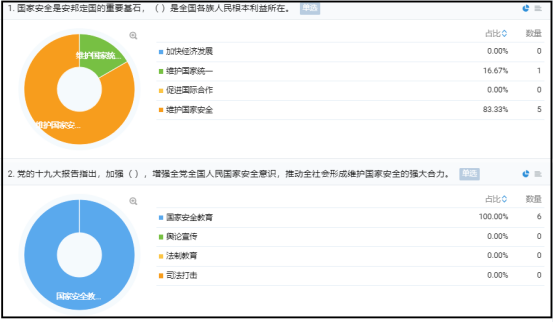 1. 国家安全是安邦定国的重要基石，（ ）是全国各族人民根本利益所在。 单选
占比 数量
维护国家统...
维护国家安...
加快经济发展 0.00% 0
维护国家统一 16.67% 1
促进国际合作 0.00% 0
维护国家安全 83.33% 5
2. 党的十九大报告指出，加强（ ），增强全党全国人民国家安全意识，推动全社会形成维护国家安全的强大合力。 单选
占比 数量
国家安全教育 100.00% 6
舆论宣传 0.00% 0
法制教育 0.00% 0
司法打击 0.00% 0
国家安全教...